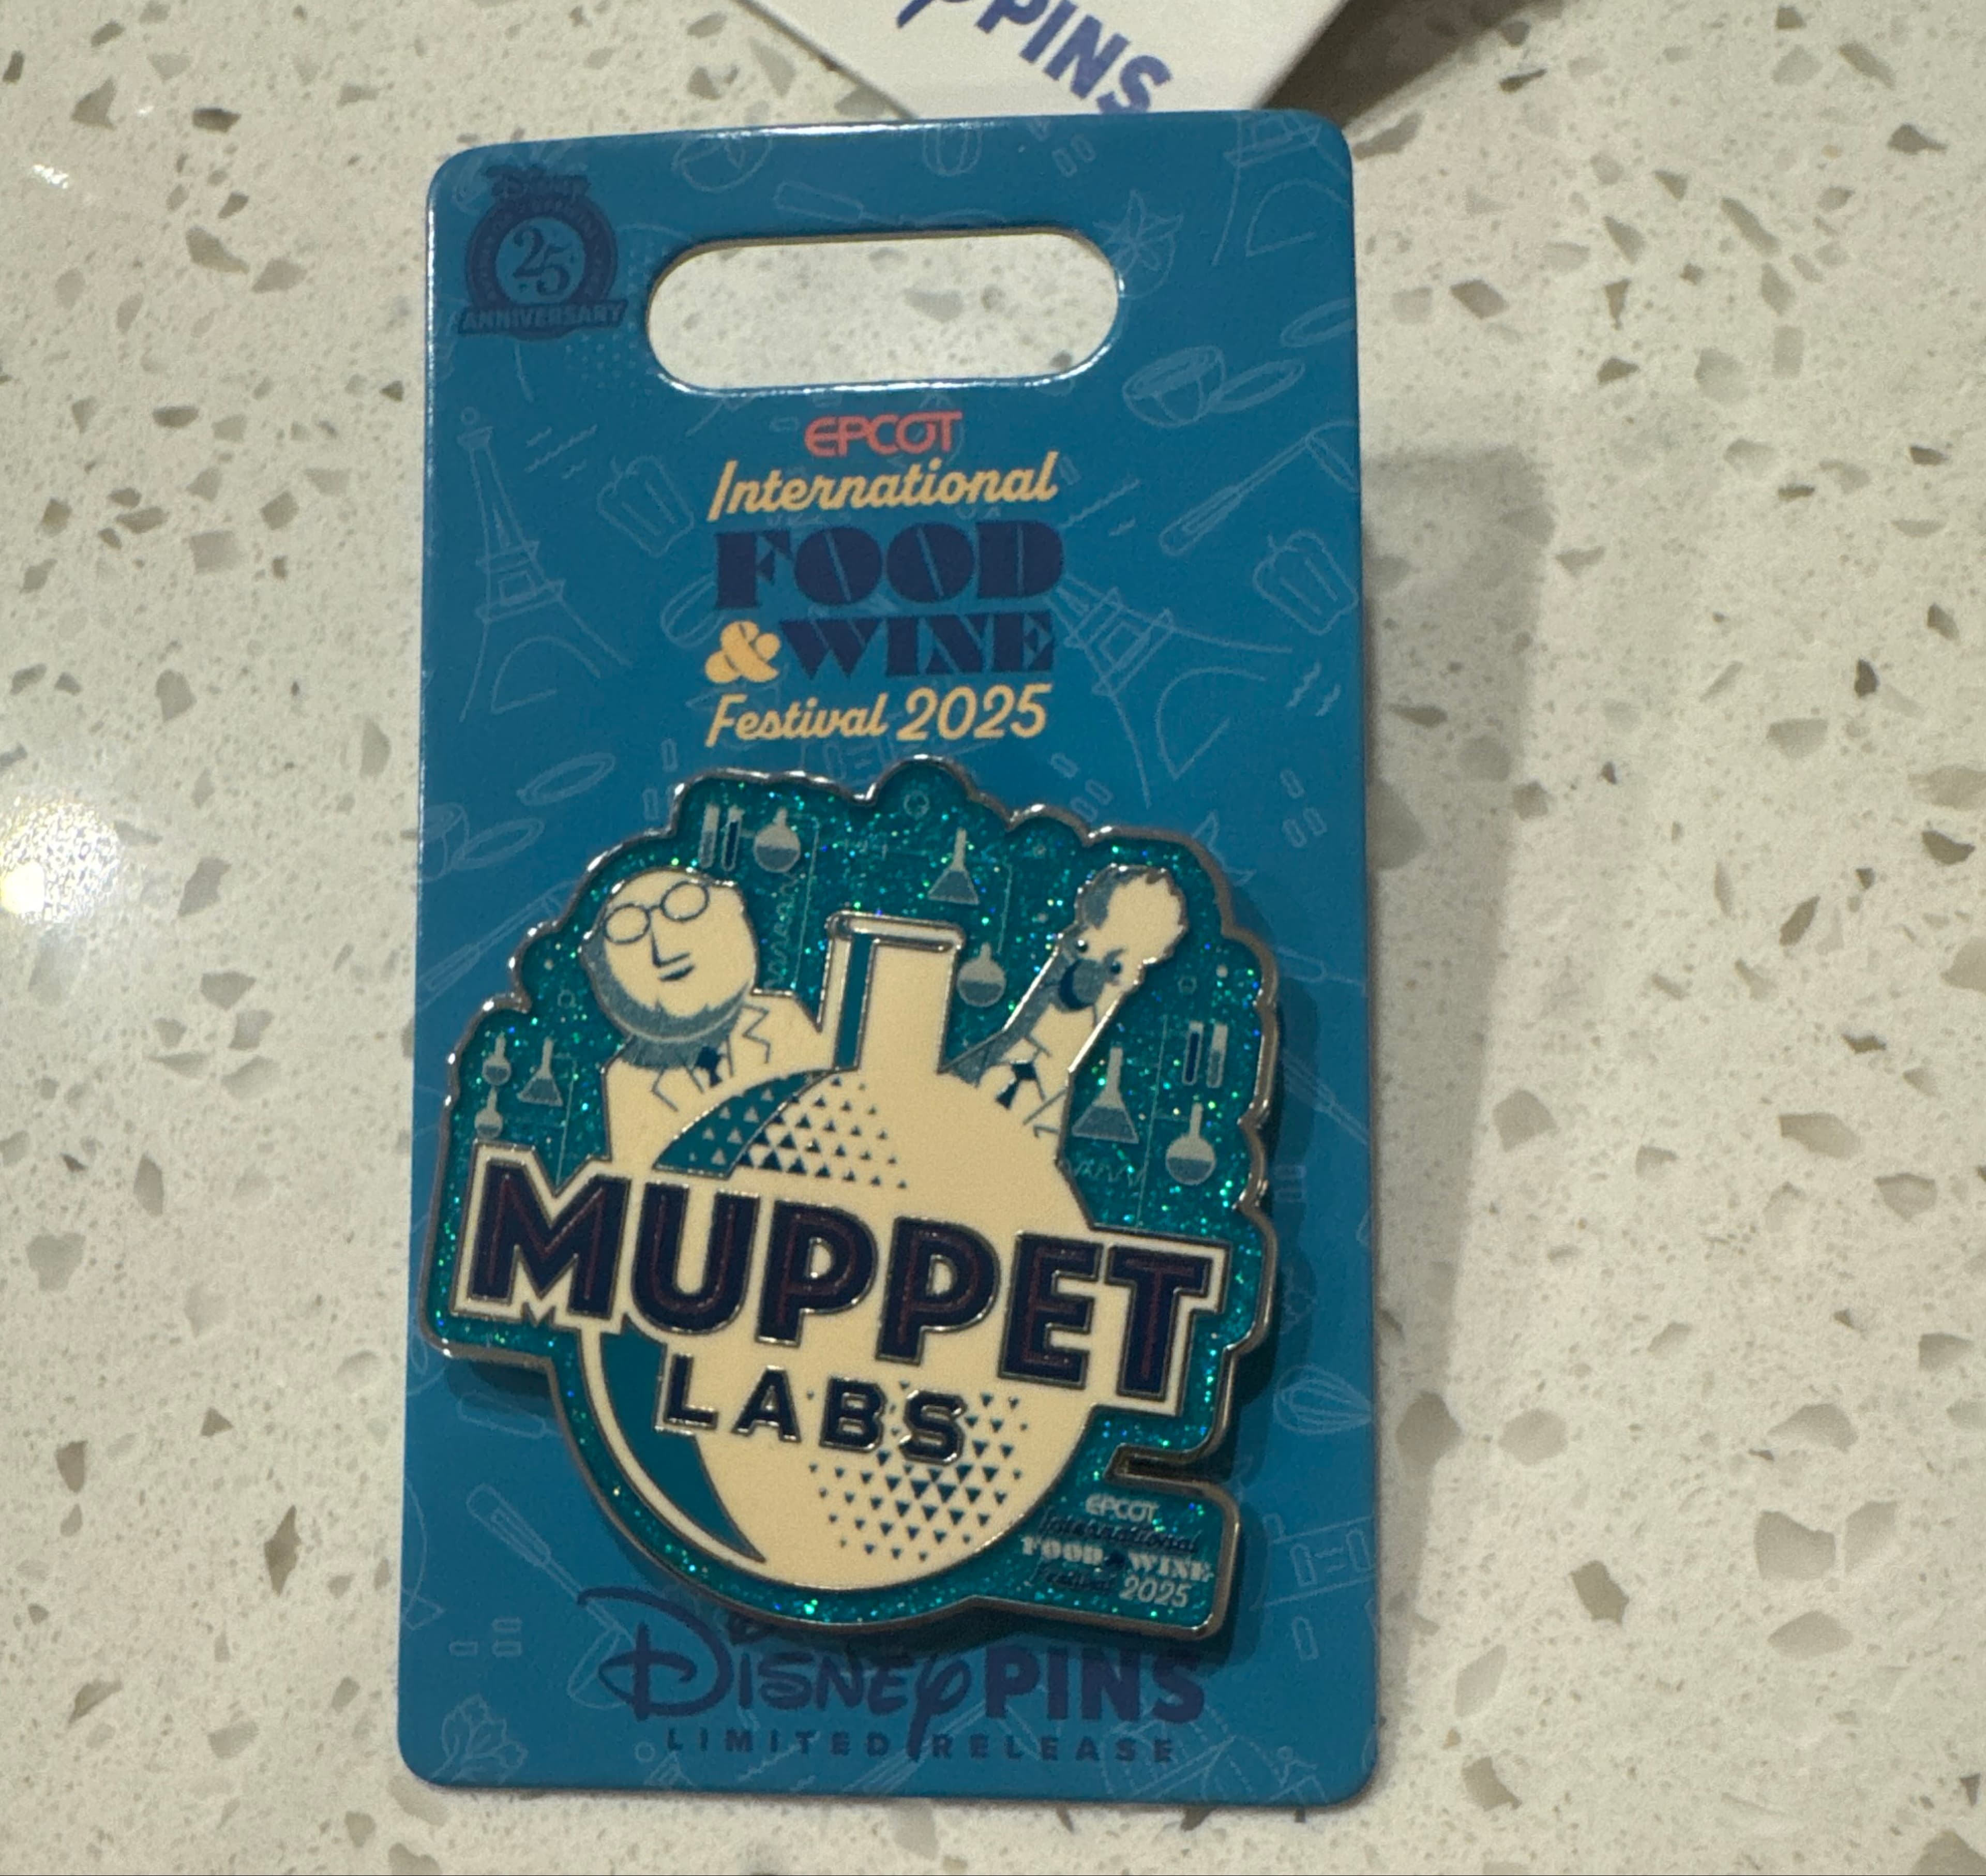 PINS
Disney
25
ANNIVERSARY
EPCOT
International
FOOD
& WINE
Festival 2025
MUPPET
LABS
EPCOT
International
FOOD & WINE
Festival 2025
Disney PINS
LIMITED RELEASE